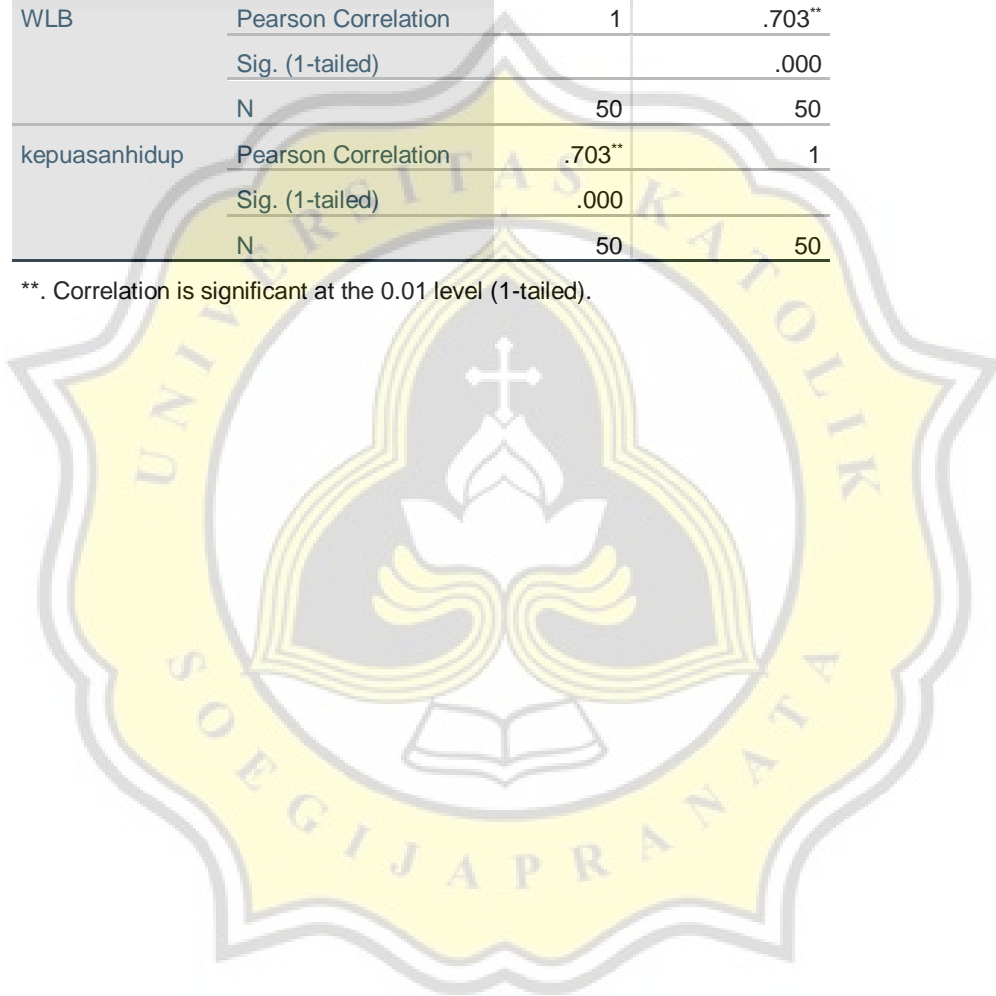 WLB Pearson Correlation 1 .703**
Sig. (1-tailed) .000
N 50 50
kepuasanhidup Pearson Correlation .703** 1
Sig. (1-tailed) .000
N 50 50
**. Correlation is significant at the 0.01 level (1-tailed).
UNIVERSITAS KATOLIK
SOEGIJAPRANATA